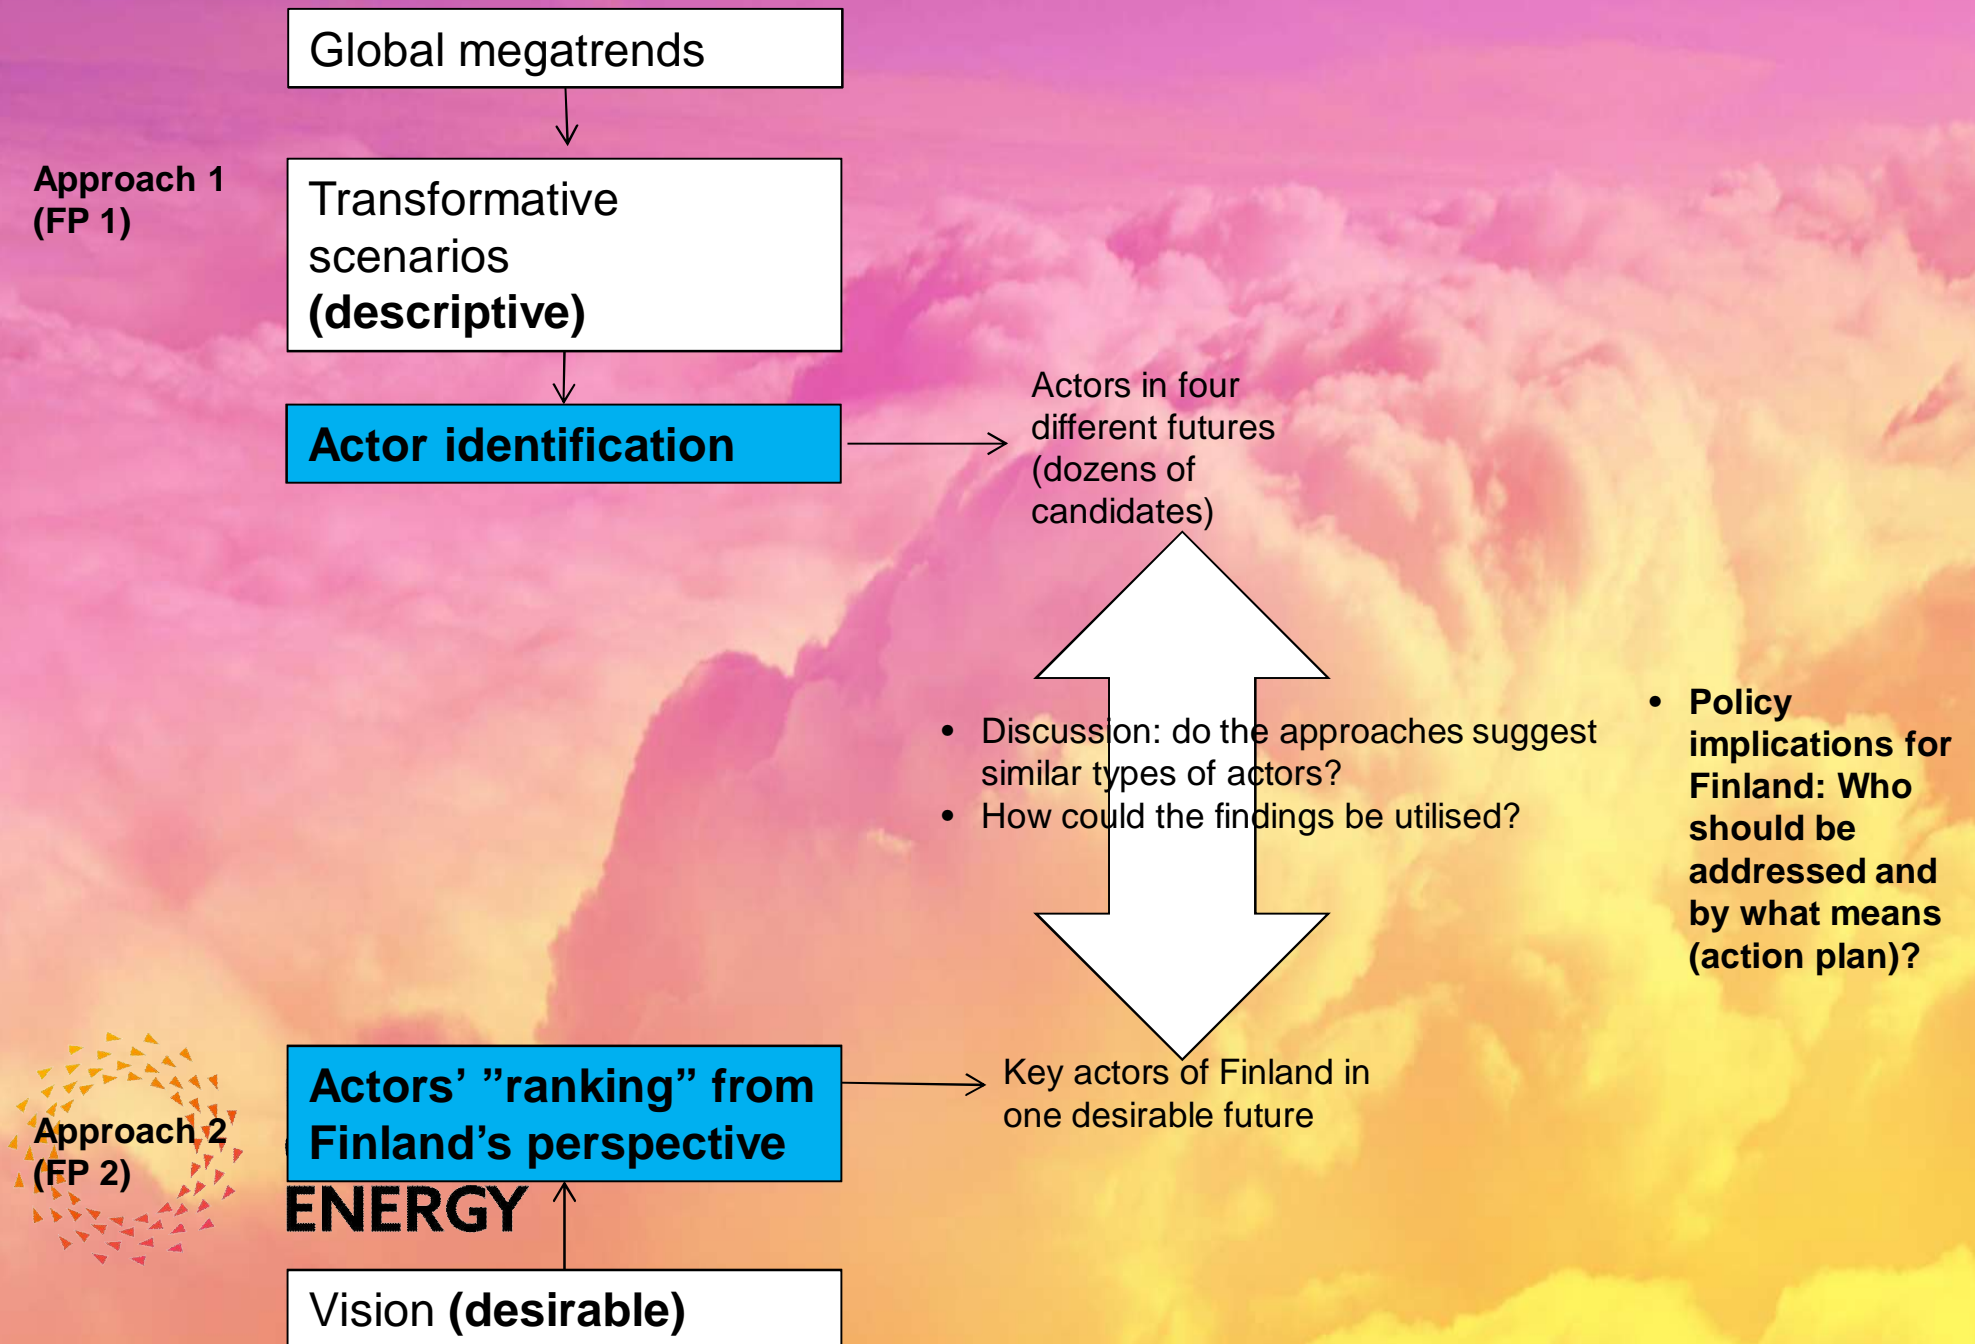 Global megatrends
Approach 1
(FP 1)
Transformative
scenarios
(descriptive)
Actor identification
Actors in four
different futures
(dozens of
candidates)
• Discussion: do the approaches suggest
similar types of actors?
• How could the findings be utilised?
• Policy
implications for
Finland: Who
should be
addressed and
by what means
(action plan)?
Approach 2
(FP 2)
Actors’ ”ranking” from
Finland’s perspective
Key actors of Finland in
one desirable future
ENERGY
Vision (desirable)